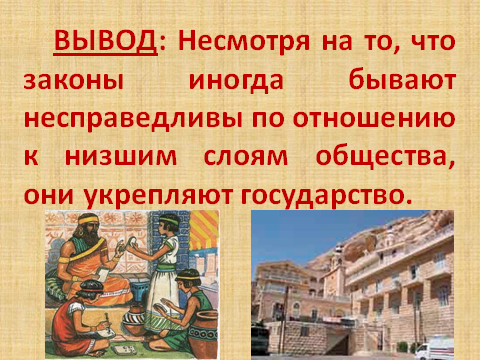 ВЫВОД: Несмотря на то, что
законы иногда бывают
несправедливы по отношению
к низшим слоям общества,
они укрепляют государство.